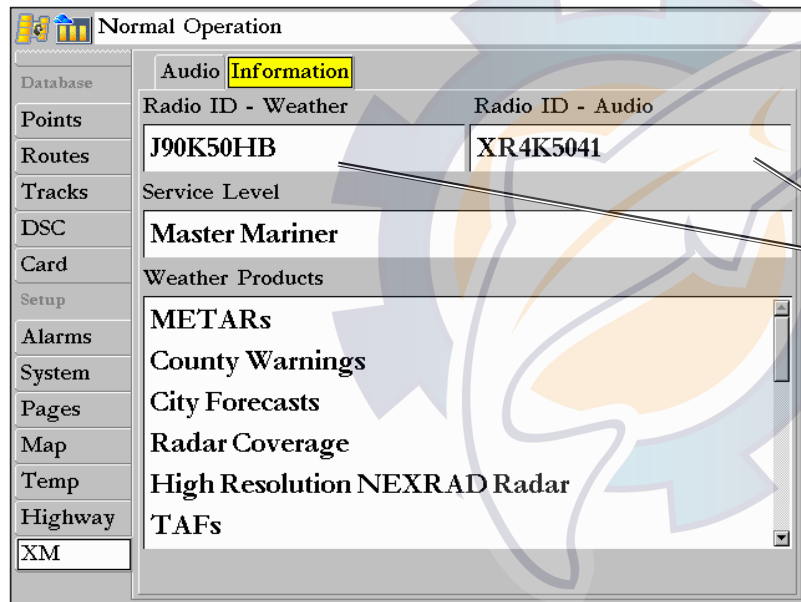 Normal Operation
Database
Points
Routes
Tracks
DSC
Card
Setup
Alarms
System
Pages
Map
Temp
Highway
XM
Audio Information
Radio ID - Weather Radio ID - Audio
J90K50HB XR4K5041
Service Level
Master Mariner
Weather Products
METARs
County Warnings
City Forecasts
Radar Coverage
High Resolution NEXRAD Radar
TAFs